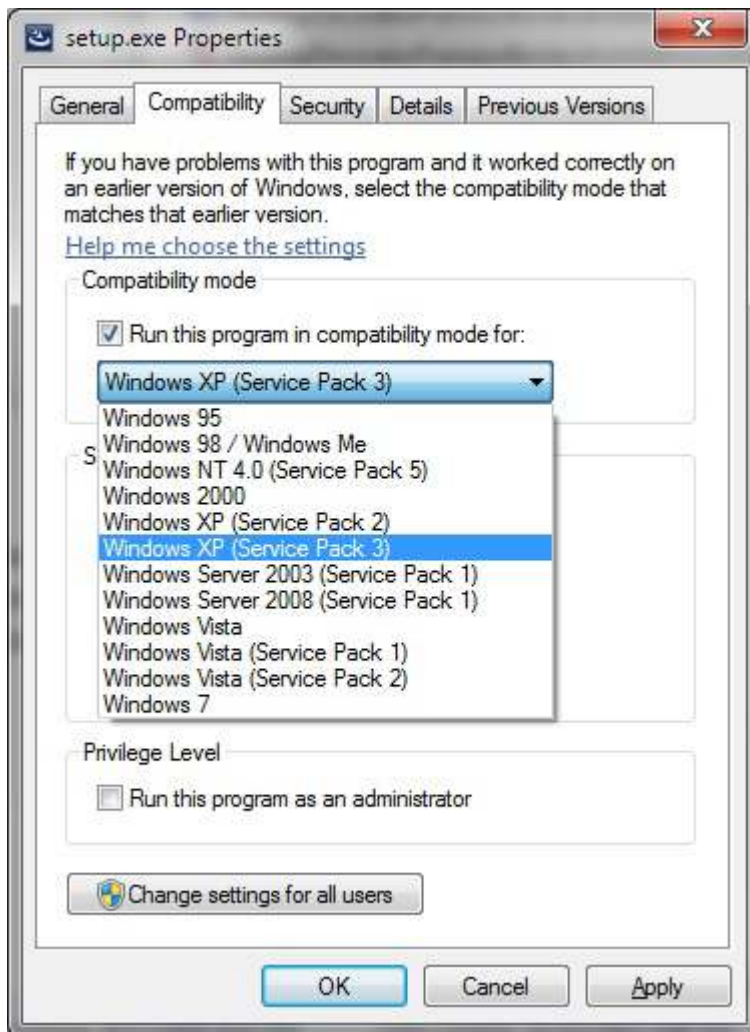 setup.exe Properties
General Compatibility Security Details Previous Versions
If you have problems with this program and it worked correctly on
an earlier version of Windows, select the compatibility mode that
matches that earlier version.
Help me choose the settings
Compatibility mode
Run this program in compatibility mode for:
Windows XP (Service Pack 3)
Windows 95
Windows 98 / Windows Me
Windows NT 4.0 (Service Pack 5)
Windows 2000
Windows XP (Service Pack 2)
Windows XP (Service Pack 3)
Windows Server 2003 (Service Pack 1)
Windows Server 2008 (Service Pack 1)
Windows Vista
Windows Vista (Service Pack 1)
Windows Vista (Service Pack 2)
Windows 7
Privilege Level
Run this program as an administrator
Change settings for all users
OK Cancel Apply